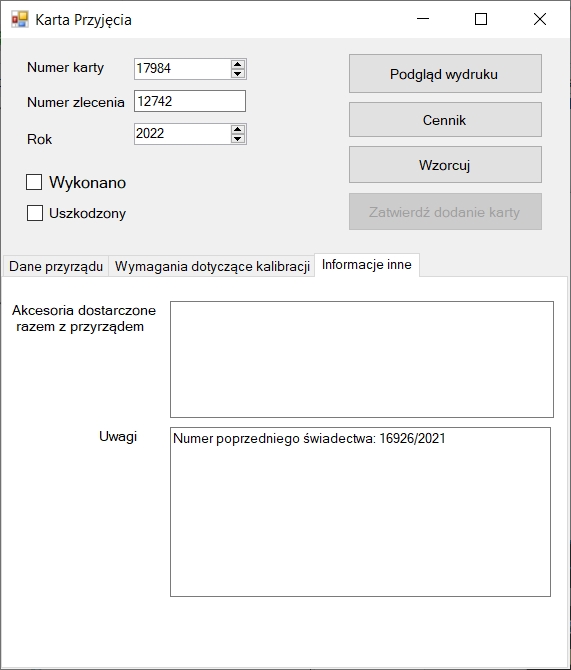 Karta Przyjęcia
Numer karty 17984
Numer zlecenia 12742
Rok 2022
Wykonano
Uszkodzony
Podgląd wydruku
Cennik
Wzorcuj
Zatwierdź dodanie karty
Dane przyrządu Wymagania dotyczące kalibracji Informacje inne
Akcesoria dostarczone
razem z przyrządem
Uwagi
Numer poprzedniego świadectwa: 16926/2021